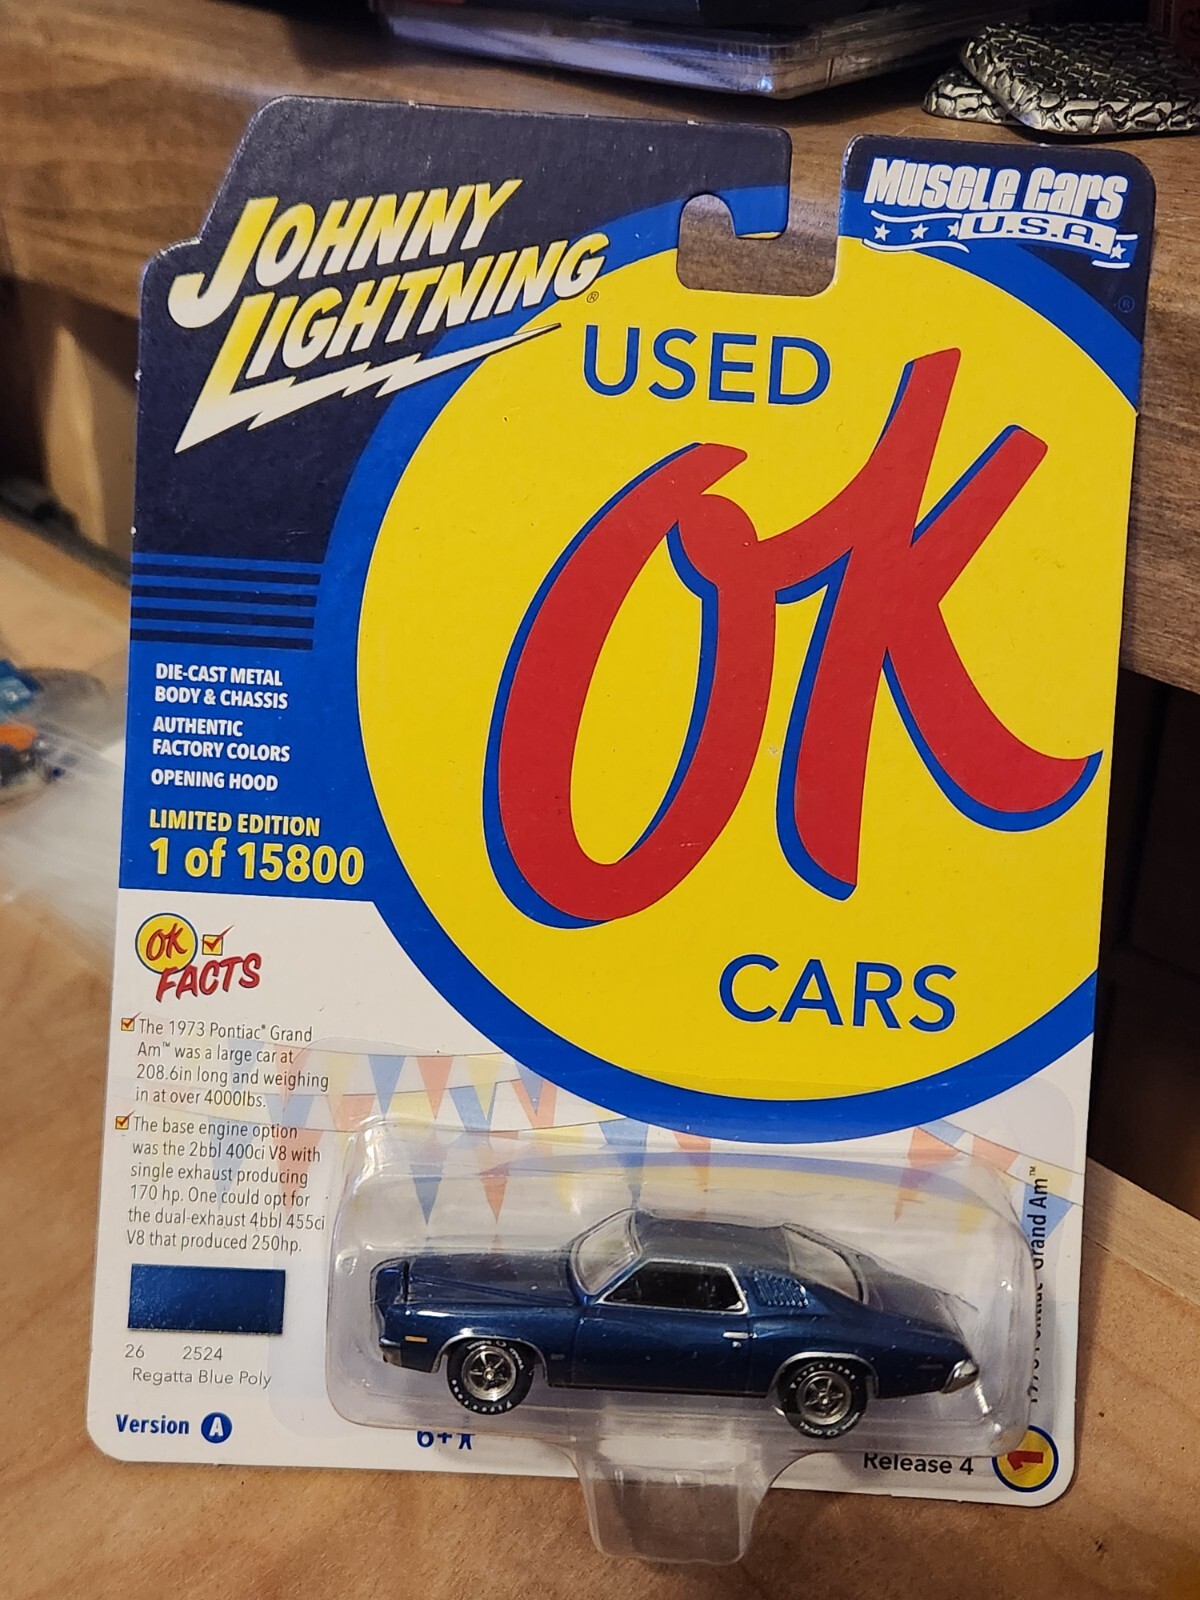 JOHNNY
LIGHTNING®
MUSCLE CARS
U.S.A.
®
USED
OK
CARS
DIE-CAST METAL
BODY & CHASSIS
AUTHENTIC
FACTORY COLORS
OPENING HOOD
LIMITED EDITION
1 of 15800
OK
FACTS
The 1973 Pontiac® Grand
Am™ was a large car at
208.6in long and weighing
in at over 4000lbs.
The base engine option
was the 2bbl 400ci V8 with
single exhaust producing
170 hp. One could opt for
the dual-exhaust 4bbl 455ci
V8 that produced 250hp.
26 2524
Regatta Blue Poly
Version A
6+
Grand Am™
Release 4
1